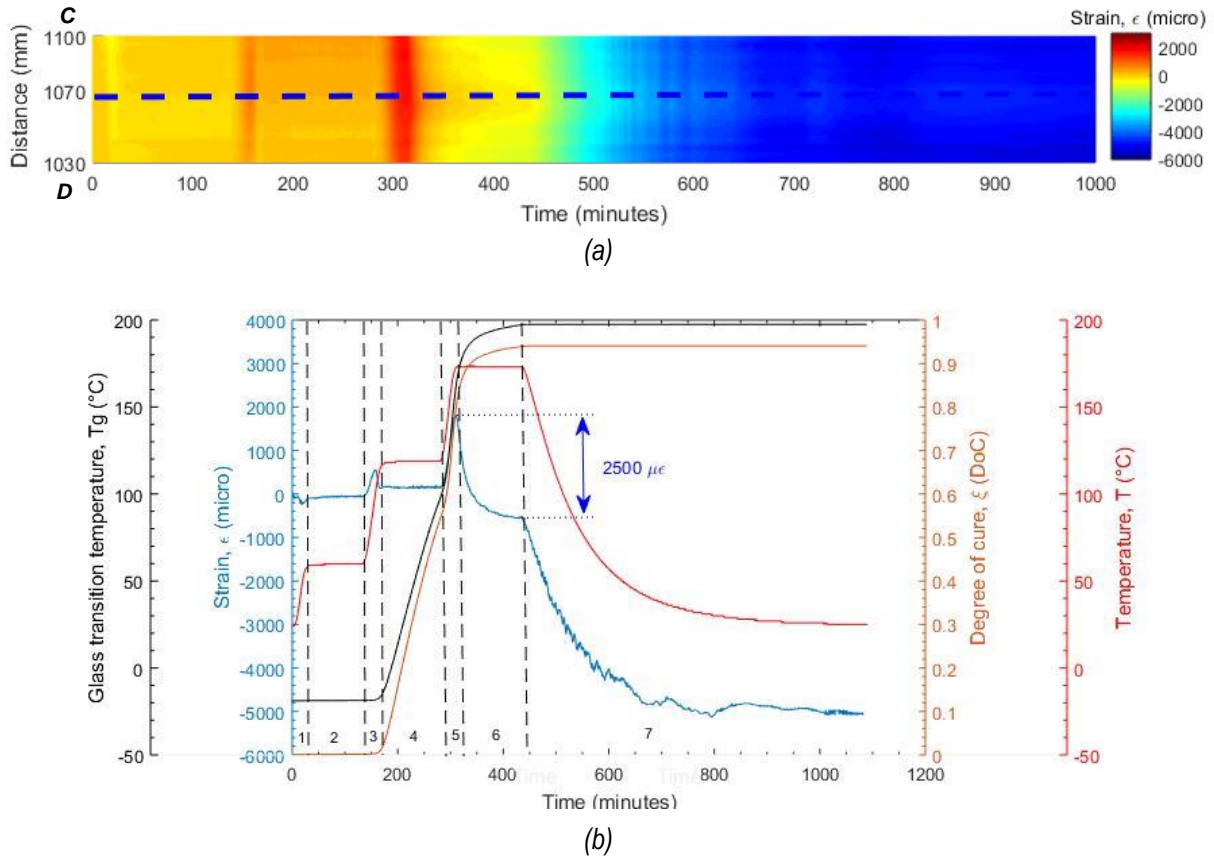 C
Strain, ϵ (micro)
1100
1070
1030
Distance (mm)
2000
0
-2000
-4000
-6000
D
0 100 200 300 400 500 600 700 800 900 1000
Time (minutes)
(a)
Glass transition temperature, Tg (°C)
200
150
100
50
0
-50
Strain, ϵ (micro)
4000
3000
2000
1000
0
-1000
-2000
-3000
-4000
-5000
-6000
2500 με
1 2 3 4 5 6 7
1
0.9
0.8
0.7
0.6
0.5
0.4
0.3
0.2
0.1
0
Degree of cure, ξ (DoC)
200
150
100
50
0
-50
Temperature, T (°C)
0 200 400 600 800 1000 1200
Time Time
Time (minutes)
(b)